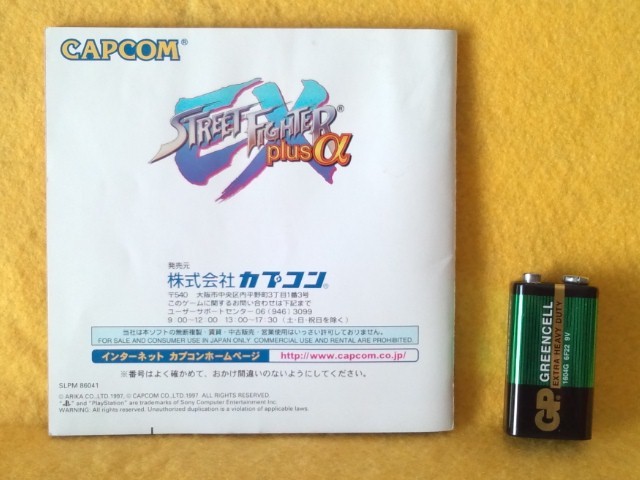 CAPCOM®
STREET FIGHTER®
EX
plus α
発売元
株式会社 カプコン®
〒540 大阪市中央区内平野町3丁目1番3号
このゲームに関するお問い合わせは下記まで
ユーザーサポートセンター 06(946)3099
9:00-12:00 13:00-17:30(土・日・祝日を除く)
当社は本ソフトの無断複製/賃貸・中古販売・営業使用はいっさい許可しておりません。
FOR SALE AND CONSUMER USE IN JAPAN ONLY. COMMERCIAL USE AND RENTAL ARE PROHIBITED.
インターネット カプコンホームページ http://www.capcom.co.jp/
※番号はよく確かめて、おかけ間違いのないようにしてください。
SLPM 86041
© ARIKA CO.,LTD.1997, © CAPCOM CO.,LTD.1997 ALL RIGHTS RESERVED.
" " and "PlayStation" are trademarks of Sony Computer Entertainment Inc.
WARNING: All rights reserved. Unauthorized duplication is a violation of applicable laws.
GP GREENCELL
EXTRA HEAVY DUTY
1604G 6F22 9V